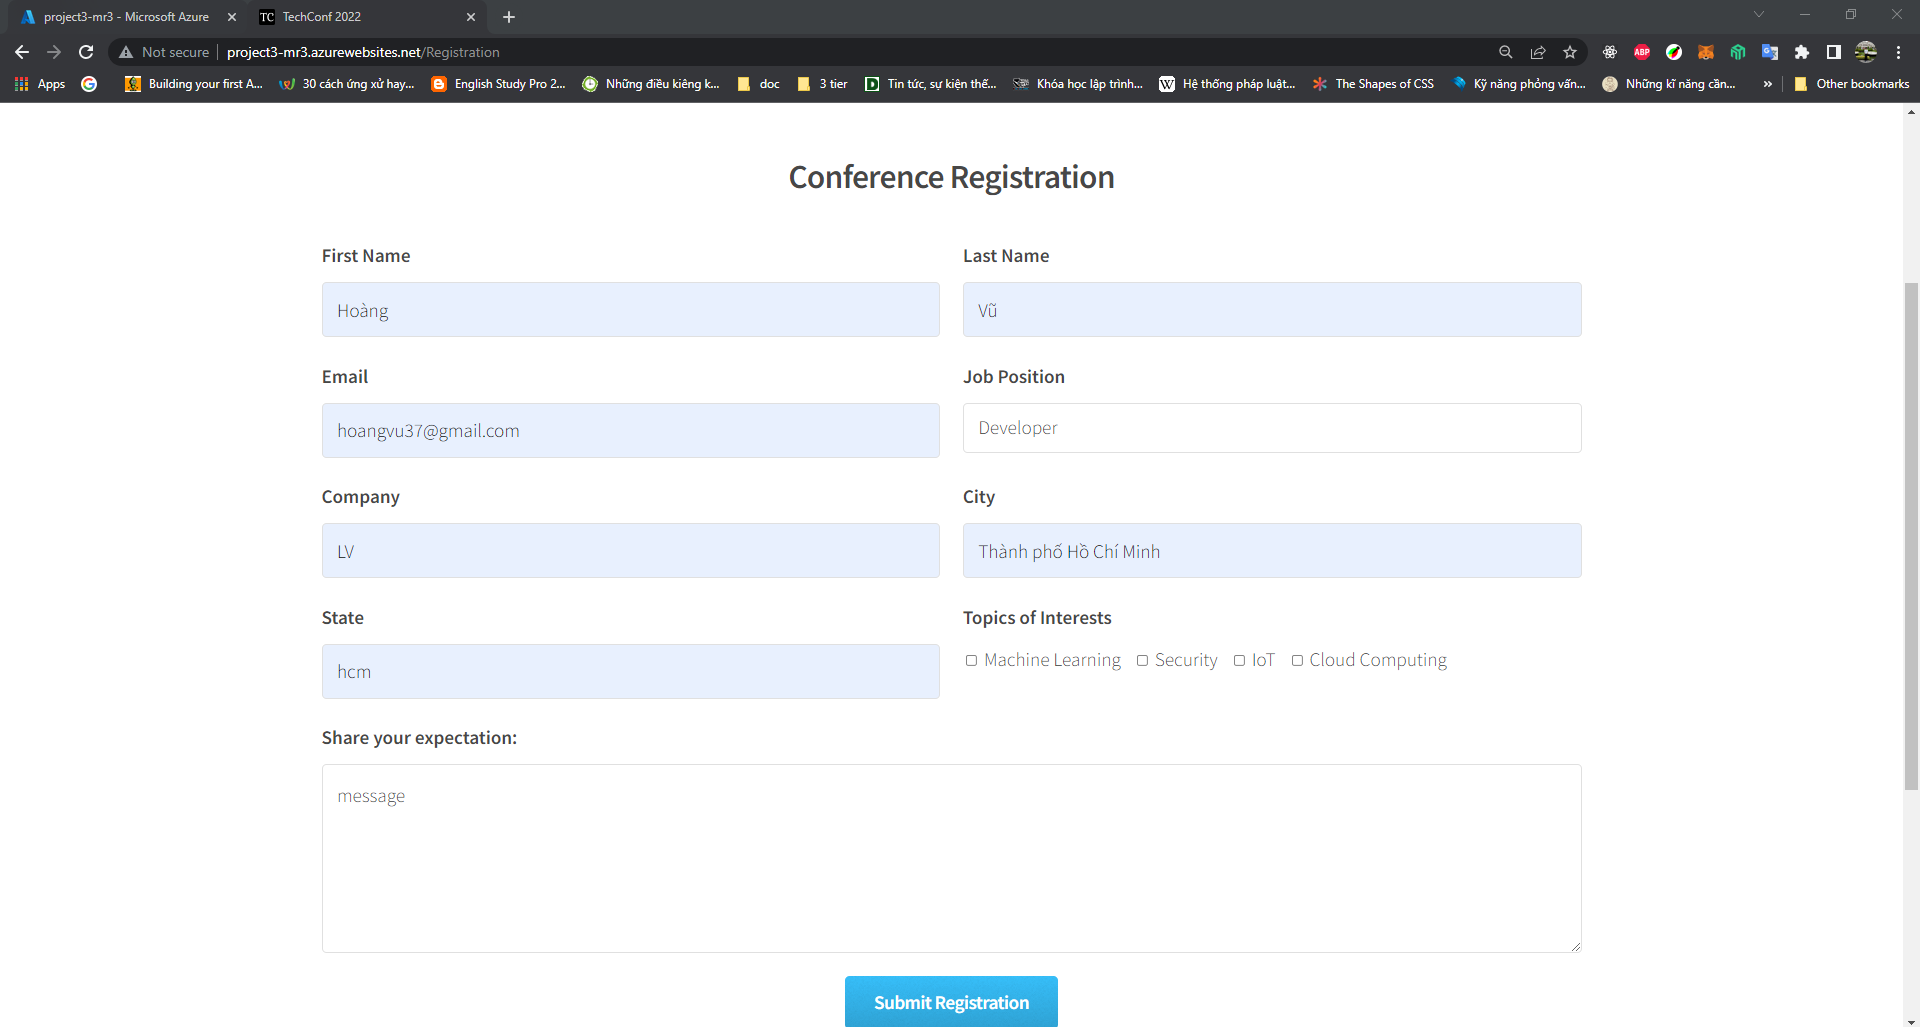 project3-mr3 - Microsoft Azure
TC TechConf 2022
Not secure project3-mr3.azurewebsites.net/Registration
ABP
Apps
Building your first A...
30 cách ứng xử hay...
English Study Pro 2...
Những điều kiêng k...
doc
3 tier
Tin tức, sự kiện thế...
Khóa học lập trình...
W Hệ thống pháp luật...
The Shapes of CSS
Kỹ năng phỏng vấn...
Những kĩ năng cần...
»
Other bookmarks
Conference Registration
First Name
Last Name
Hoàng
Vũ
Email
Job Position
hoangvu37@gmail.com
Developer
Company
City
LV
Thành phố Hồ Chí Minh
State
Topics of Interests
hcm
Machine Learning Security IoT Cloud Computing
Share your expectation:
message
Submit Registration